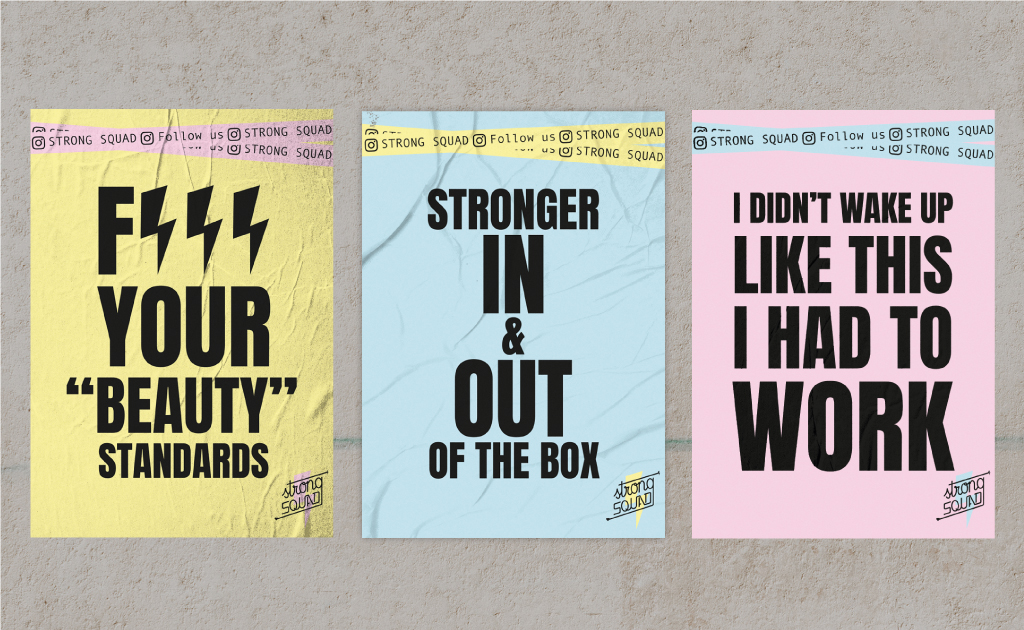 STRONG SQUAD Follow us STRONG SQUAD
STRONG SQUAD
F
YOUR
“BEAUTY”
STANDARDS
strong
SQUAD
STRONG SQUAD Follow us STRONG SQUAD
STRONG SQUAD
STRONGER
IN
&
OUT
OF THE BOX
strong
SQUAD
STRONG SQUAD Follow us STRONG SQUAD
STRONG SQUAD
I DIDN’T WAKE UP
LIKE THIS
I HAD TO
WORK
strong
SQUAD